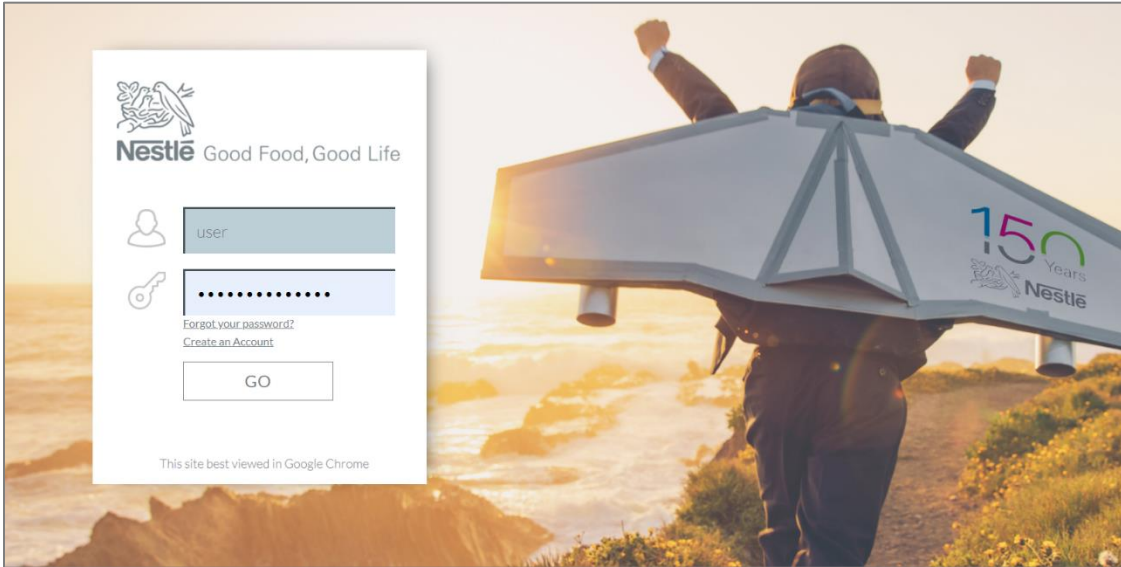 Nestlé Good Food, Good Life
user
Forgot your password?
Create an Account
GO
This site best viewed in Google Chrome
150
Years
Nestlé